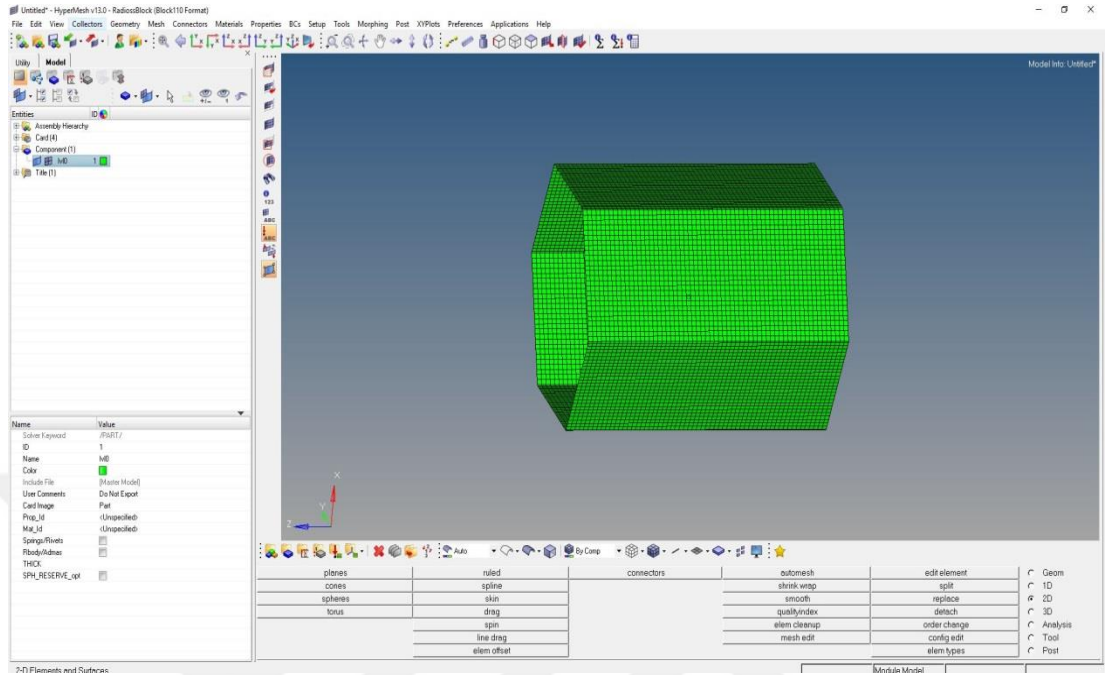 Untitled* - HyperMesh v13.0 - RadiossBlock (Block110 Format)
File Edit View Collectors Geometry Mesh Connectors Materials Properties BCs Setup Tools Morphing Post XYPlots Preferences Applications Help
Utility Model
Model Info: Untitled*
Entities ID
Assembly Hierarchy
Card (4)
Component (1)
lvl0 1
Title (1)
123
ABC
ABC
X
Y
Z
Name Value
Solver Keyword /PART/
ID 1
Name lvl0
Color
Include File [Master Model]
User Comments Do Not Export
Card Image Part
Prop_Id <Unspecified>
Mat_Id <Unspecified>
Springs/Rivets
Rbody/Admas
THICK
SPH_RESERVE_opt
Auto By Comp
planes ruled connectors automesh edit element Geom
cones spline shrink wrap split 1D
spheres skin smooth replace 2D
torus drag qualityindex detach 3D
spin elem cleanup order change Analysis
line drag mesh edit config edit Tool
elem offset elem types Post
2-D Elements and Surfaces Module Model